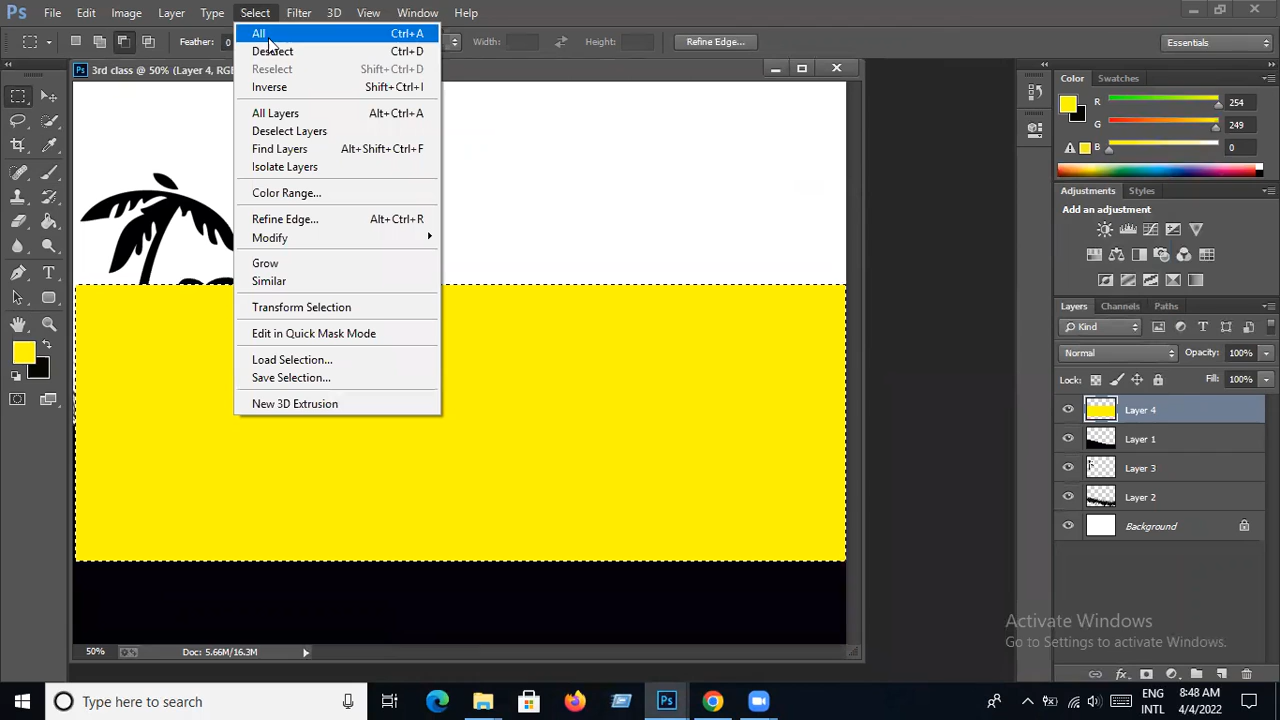 Ps File Edit Image Layer Type Select Filter 3D View Window Help
Feather: 0 Width: Height: Refine Edge... Essentials
3rd class @ 50% (Layer 4, RG
All Ctrl+A
Deselect Ctrl+D
Reselect Shift+Ctrl+D
Inverse Shift+Ctrl+I
All Layers Alt+Ctrl+A
Deselect Layers
Find Layers Alt+Shift+Ctrl+F
Isolate Layers
Color Range...
Refine Edge... Alt+Ctrl+R
Modify
Grow
Similar
Transform Selection
Edit in Quick Mask Mode
Load Selection...
Save Selection...
New 3D Extrusion
Color Swatches
R 254
G 249
B 0
Adjustments Styles
Add an adjustment
Layers Channels Paths
Kind
Normal Opacity: 100%
Lock: Fill: 100%
Layer 4
Layer 1
Layer 3
Layer 2
Background
Activate Windows
Go to Settings to activate Windows.
50% Doc: 5.66M/16.3M
Type here to search
Ps
ENG
INTL
8:48 AM
4/4/2022